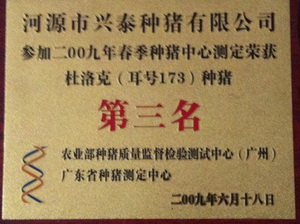 河源市兴泰种猪有限公司
参加二00九年春季种猪中心测定荣获
杜洛克（耳号173）种猪
第三名
农业部种猪质量监督检验测试中心（广州）
广东省种猪测定中心
二00九年六月十八日